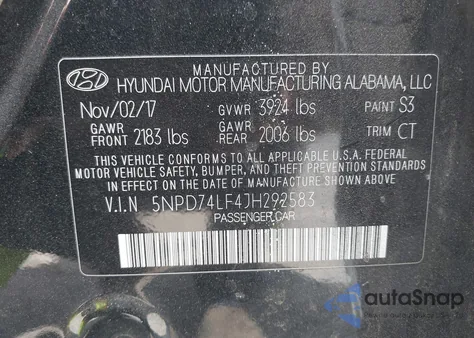 MANUFACTURED BY
HYUNDAI MOTOR MANUFACTURING ALABAMA, LLC
Nov/02/17 GVWR 3924 lbs PAINT S3
GAWR FRONT 2183 lbs GAWR REAR 2006 lbs TRIM CT
THIS VEHICLE CONFORMS TO ALL APPLICABLE U.S.A. FEDERAL
MOTOR VEHICLE SAFETY, BUMPER, AND THEFT PREVENTION STANDARDS
IN EFFECT ON THE DATE OF MANUFACTURE SHOWN ABOVE.
V.I.N 5NPD74LF4JH292583
PASSENGER CAR
autoSnap